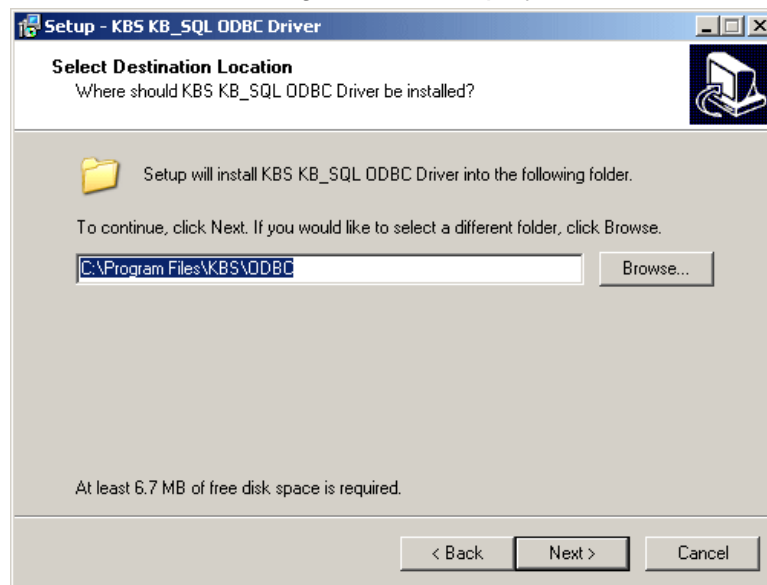 Setup - KBS KB_SQL ODBC Driver
Select Destination Location
Where should KBS KB_SQL ODBC Driver be installed?
Setup will install KBS KB_SQL ODBC Driver into the following folder.
To continue, click Next. If you would like to select a different folder, click Browse.
C:\Program Files\KBS\ODBC
Browse...
At least 6.7 MB of free disk space is required.
< Back
Next >
Cancel